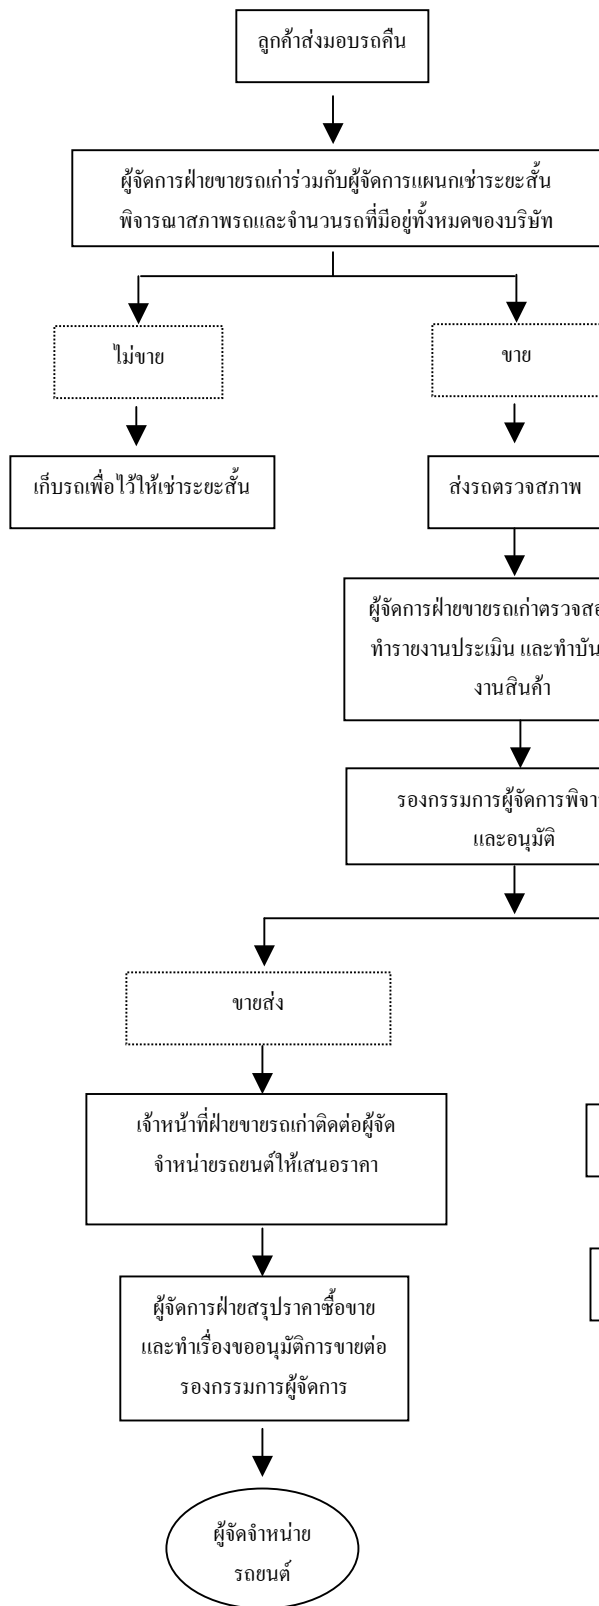 ลูกค้าส่งมอบรถคืน
ผู้จัดการฝ่ายขายรถเก่าร่วมกับผู้จัดการแผนกเช่าระยะสั้น
พิจารณาสภาพรถและจำนวนรถที่มีอยู่ทั้งหมดของบริษัท
ไม่ขาย
ขาย
เก็บรถเพื่อไว้ให้เช่าระยะสั้น
ส่งรถตรวจสภาพ
ผู้จัดการฝ่ายขายรถเก่า
ทำรายงานประเมิน และ
งานสินค้า
รองกรรมการผู้จัดการ
และอนุมัติ
ขายส่ง
เจ้าหน้าที่ฝ่ายขายรถเก่าติดต่อผู้จัด
จำหน่ายรถยนต์ให้เสนอราคา
ผู้จัดการฝ่ายสรุปราคาซื้อขาย
และทำเรื่องขออนุมัติการขายต่อ
รองกรรมการผู้จัดการ
ผู้จัดจำหน่าย
รถยนต์